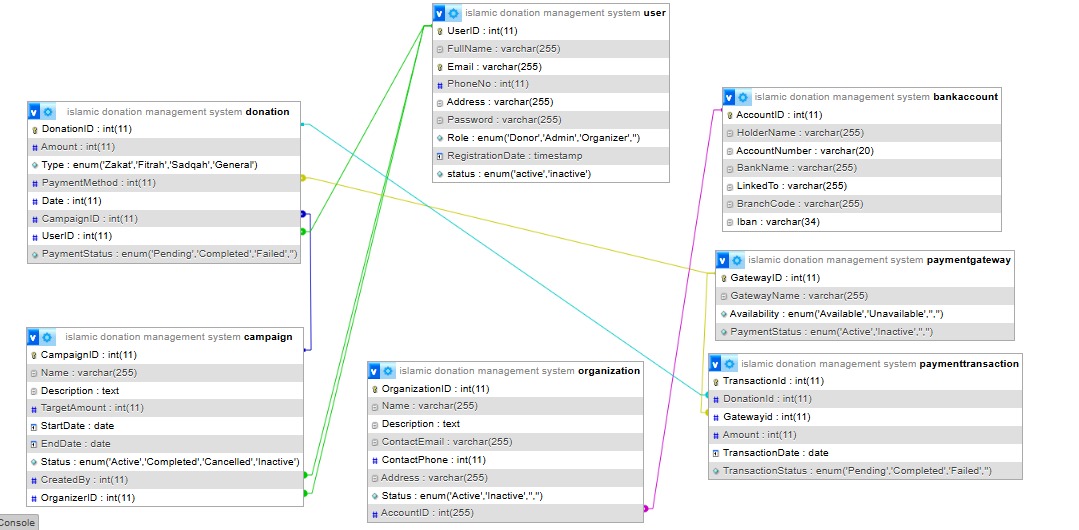 islamic donation management system user
UserID : int(11)
FullName : varchar(255)
Email : varchar(255)
PhoneNo : int(11)
Address : varchar(255)
Password : varchar(255)
Role : enum('Donor','Admin','Organizer','')
RegistrationDate : timestamp
status : enum('active','inactive')
islamic donation management system donation
DonationID : int(11)
Amount : int(11)
Type : enum('Zakat','Fitrah','Sadqah','General')
PaymentMethod : int(11)
Date : int(11)
CampaignID : int(11)
UserID : int(11)
PaymentStatus : enum('Pending','Completed','Failed','')
islamic donation management system bankaccount
AccountID : int(11)
HolderName : varchar(255)
AccountNumber : varchar(20)
BankName : varchar(255)
LinkedTo : varchar(255)
BranchCode : varchar(255)
Iban : varchar(34)
islamic donation management system paymentgateway
GatewayID : int(11)
GatewayName : varchar(255)
Availability : enum('Available','Unavailable','','')
PaymentStatus : enum('Active','Inactive','','')
islamic donation management system campaign
CampaignID : int(11)
Name : varchar(255)
Description : text
TargetAmount : int(11)
StartDate : date
EndDate : date
Status : enum('Active','Completed','Cancelled','Inactive')
CreatedBy : int(11)
OrganizerID : int(11)
islamic donation management system organization
OrganizationID : int(11)
Name : varchar(255)
Description : text
ContactEmail : varchar(255)
ContactPhone : int(11)
Address : varchar(255)
Status : enum('Active','Inactive','','')
AccountID : int(255)
islamic donation management system paymenttransaction
TransactionId : int(11)
DonationId : int(11)
Gatewayid : int(11)
Amount : int(11)
TransactionDate : date
TransactionStatus : enum('Pending','Completed','Failed','')
Console